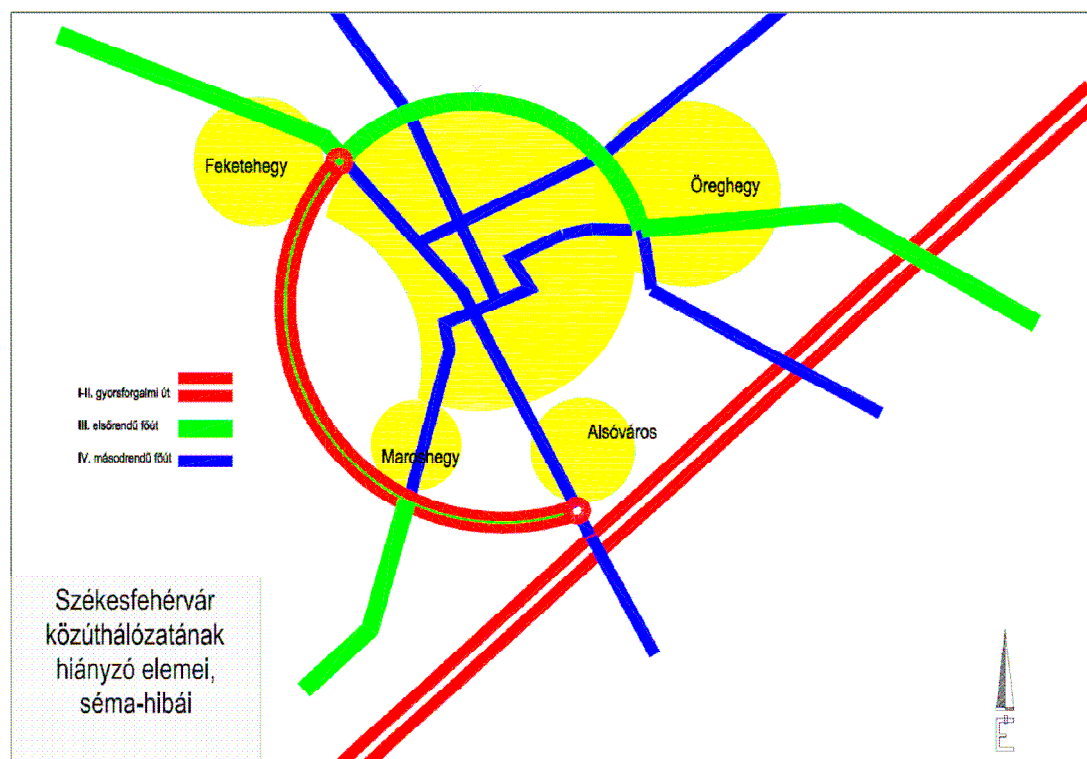 Feketehegy
Öreghegy
I-II. gyorsforgalmi út
III. elsőrendű főút
IV. másodrendű főút
Maroshegy
Alsóváros
Székesfehérvár
közúthálózatának
hiányzó elemei,
séma-hibái
É